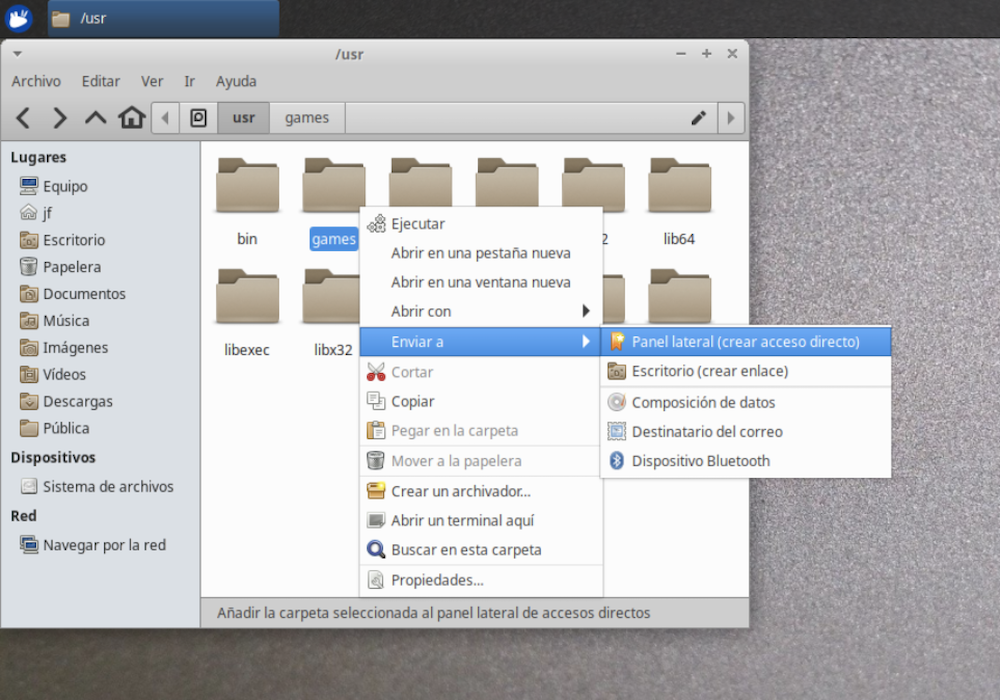 /usr
/usr
Archivo Editar Ver Ir Ayuda
usr games
Lugares
Equipo
jf
Escritorio
Papelera
Documentos
Música
Imágenes
Vídeos
Descargas
Pública
Dispositivos
Sistema de archivos
Red
Navegar por la red
bin games 2 lib64
libexec libx32
Ejecutar
Abrir en una pestaña nueva
Abrir en una ventana nueva
Abrir con
Enviar a
Cortar
Copiar
Pegar en la carpeta
Mover a la papelera
Crear un archivador...
Abrir un terminal aquí
Buscar en esta carpeta
Propiedades...
Panel lateral (crear acceso directo)
Escritorio (crear enlace)
Composición de datos
Destinatario del correo
Dispositivo Bluetooth
Añadir la carpeta seleccionada al panel lateral de accesos directos